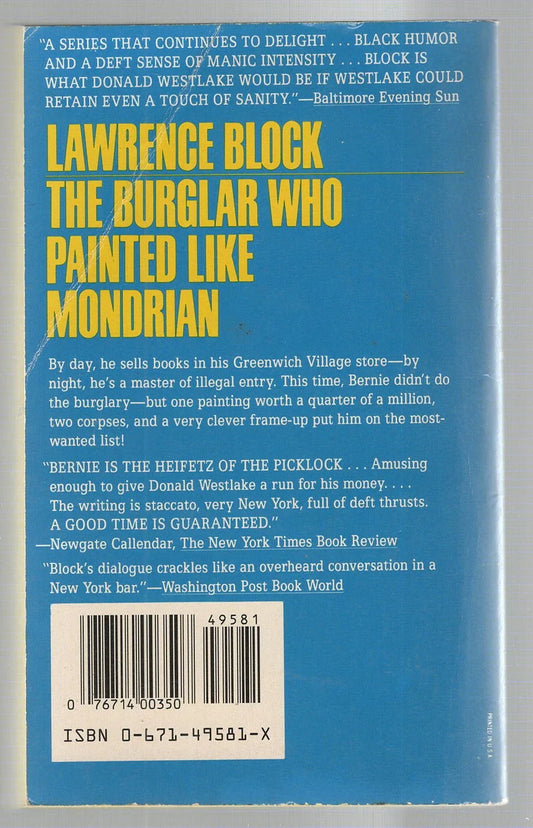 "A SERIES THAT CONTINUES TO DELIGHT . . . BLACK HUMOR
AND A DEFT SENSE OF MANIC INTENSITY . . . BLOCK IS
WHAT DONALD WESTLAKE WOULD BE IF WESTLAKE COULD
RETAIN EVEN A TOUCH OF SANITY."—Baltimore Evening Sun
LAWRENCE BLOCK
THE BURGLAR WHO
PAINTED LIKE
MONDRIAN
By day, he sells books in his Greenwich Village store—by
night, he's a master of illegal entry. This time, Bernie didn't do
the burglary—but one painting worth a quarter of a million,
two corpses, and a very clever frame-up put him on the most-
wanted list!
"BERNIE IS THE HEIFETZ OF THE PICKLOCK . . . Amusing
enough to give Donald Westlake a run for his money. . . .
The writing is staccato, very New York, full of deft thrusts.
A GOOD TIME IS GUARANTEED."
—Newgate Callendar, The New York Times Book Review
"Block's dialogue crackles like an overheard conversation in a
New York bar."—Washington Post Book World
49581
0 76714 00350
ISBN 0-671-49581-X
PRINTED IN U.S.A.